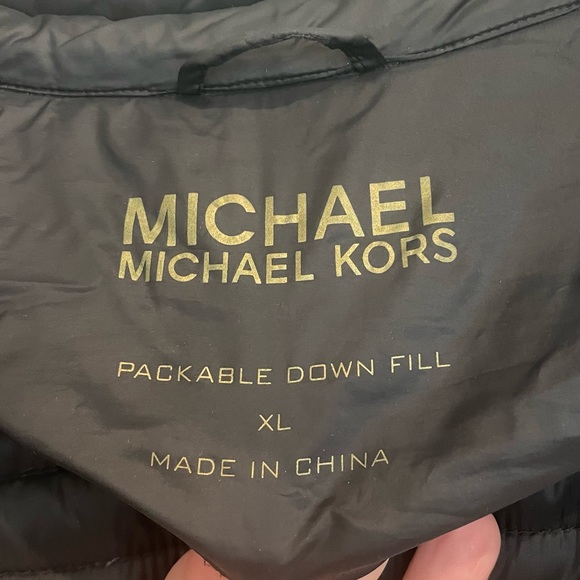 MICHAEL
MICHAEL KORS
PACKABLE DOWN FILL
XL
MADE IN CHINA